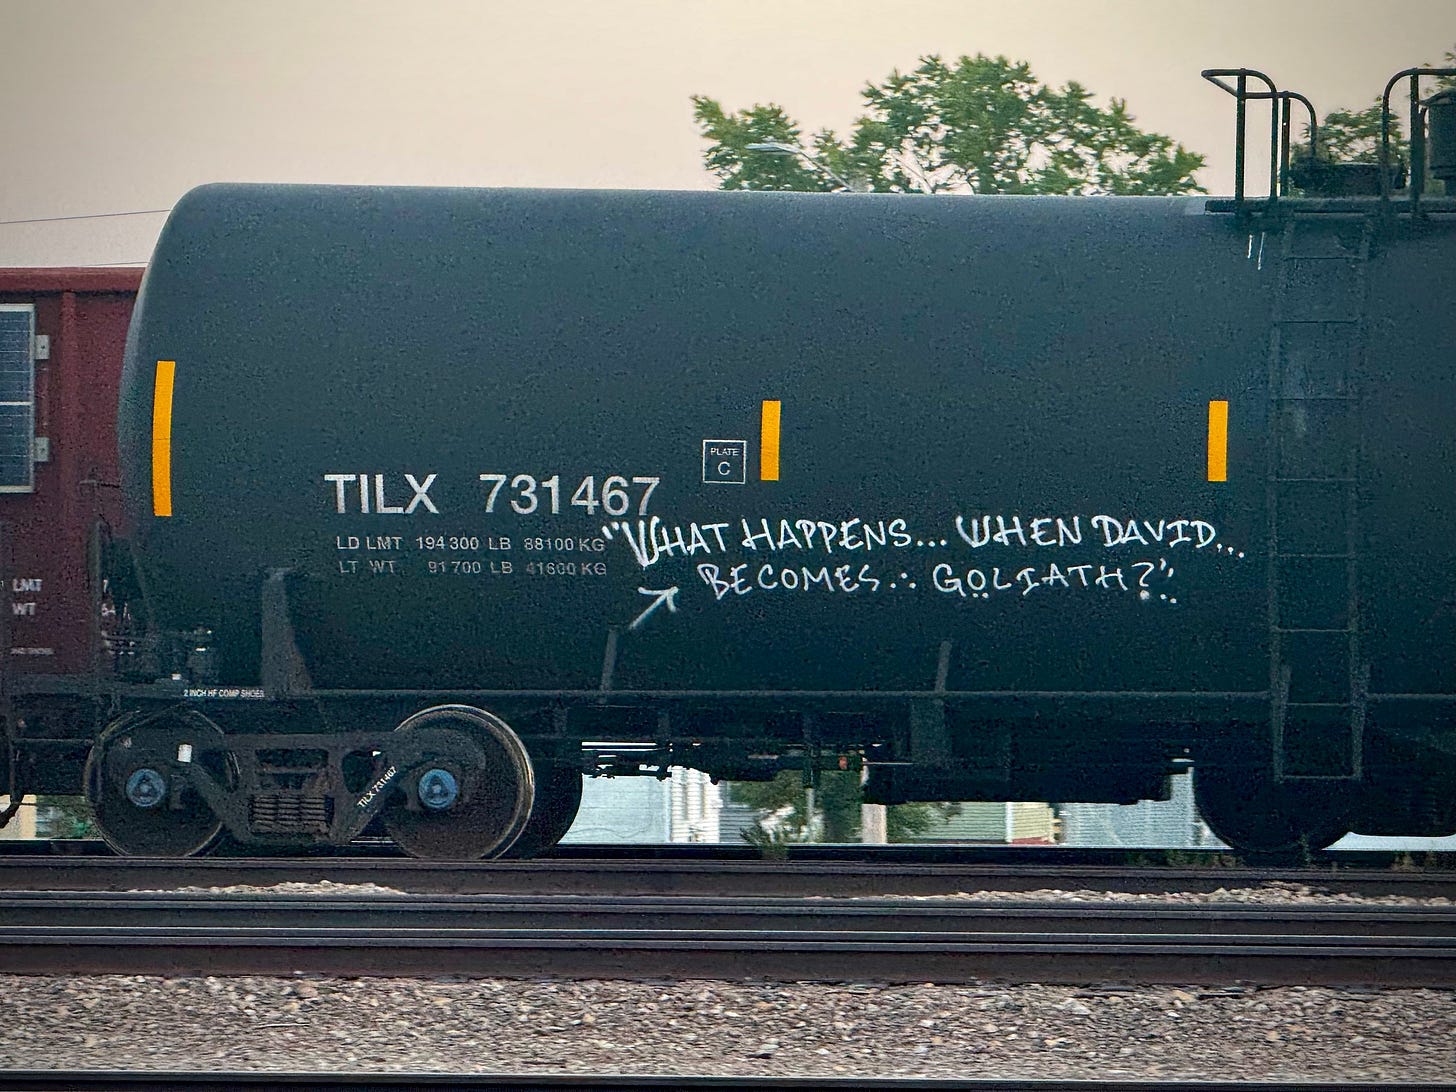 PLATE
C
TILX 731467
LD LMT 194300 LB 88100 KG
LT WT 91700 LB 41600 KG
"WHAT HAPPENS... WHEN DAVID...
BECOMES... GOLIATH?"
LMT
WT
2 INCH HF COMP SHOES
TILX 731467